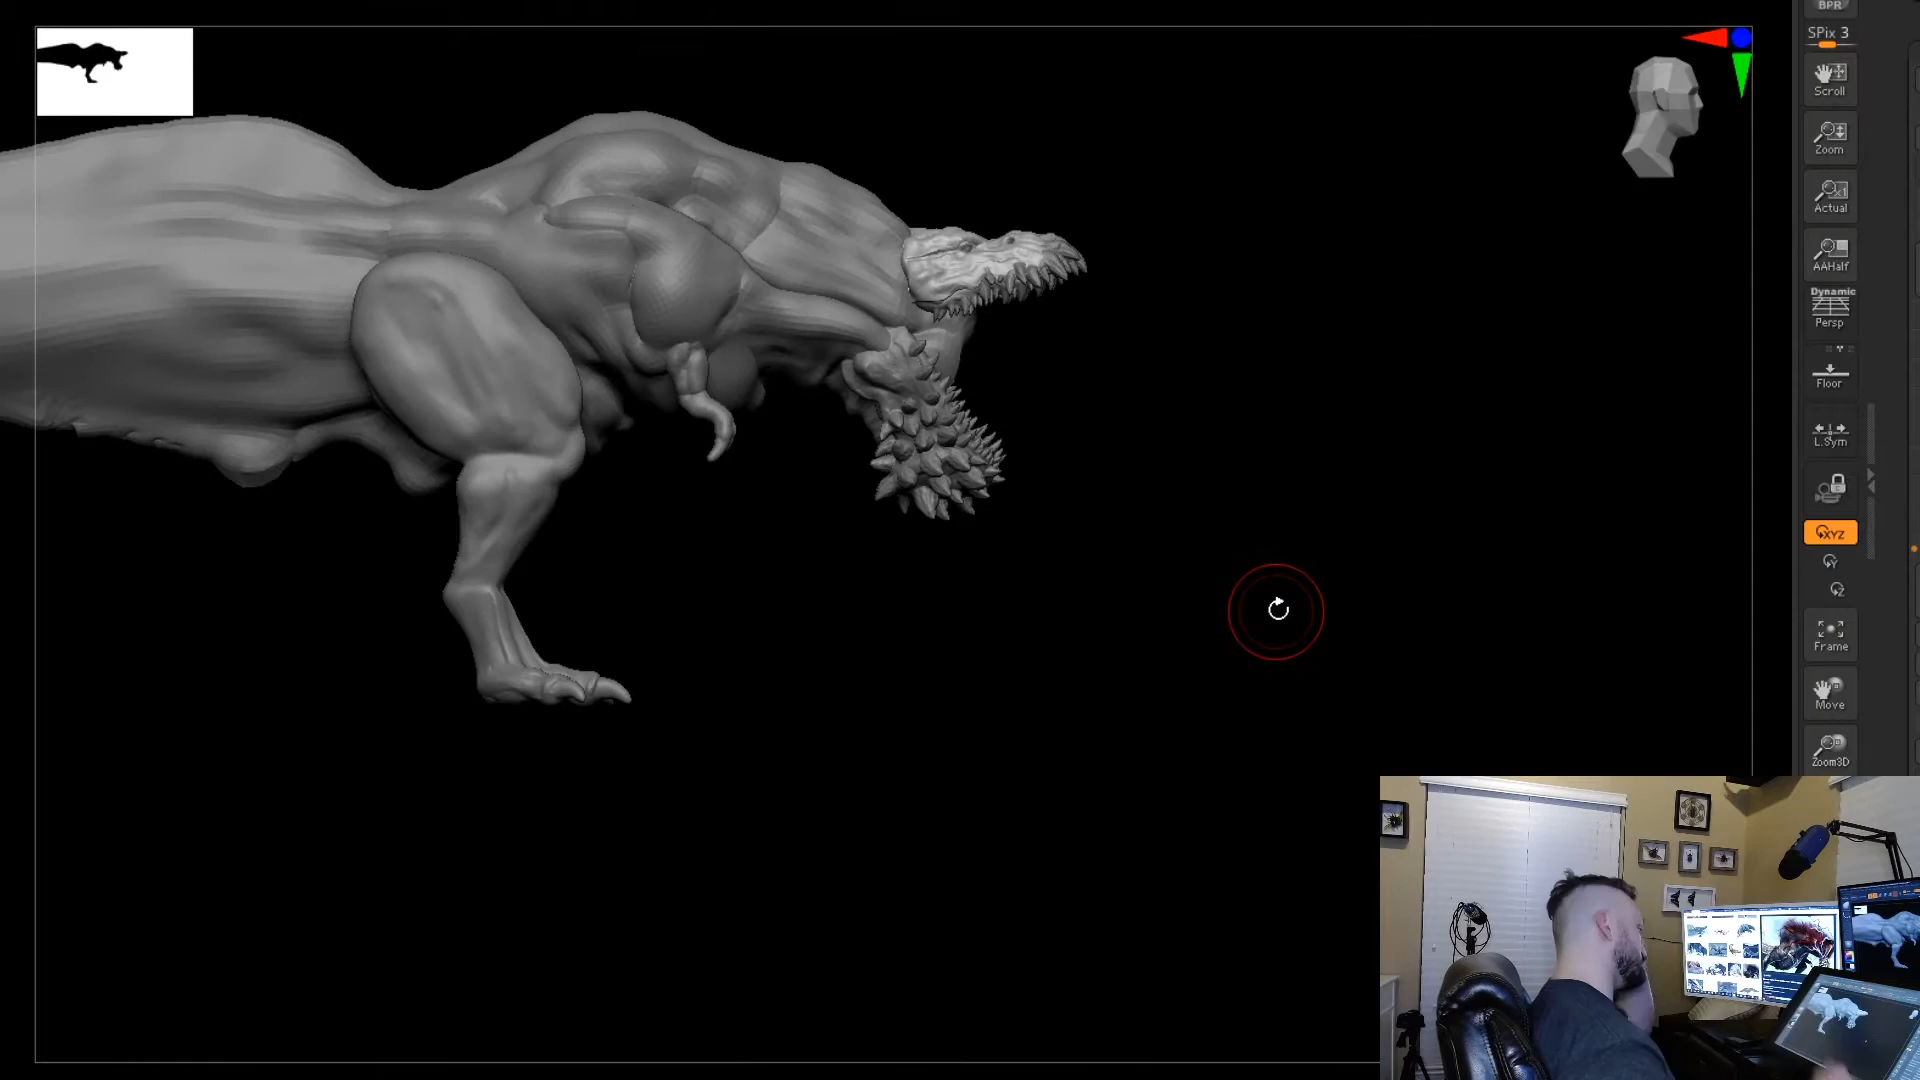 BPR
SPix 3
Scroll
Zoom
Actual
AAHalf
Dynamic
Persp
Floor
L.Sym
XYZ
Y
Z
Frame
Move
Zoom3D